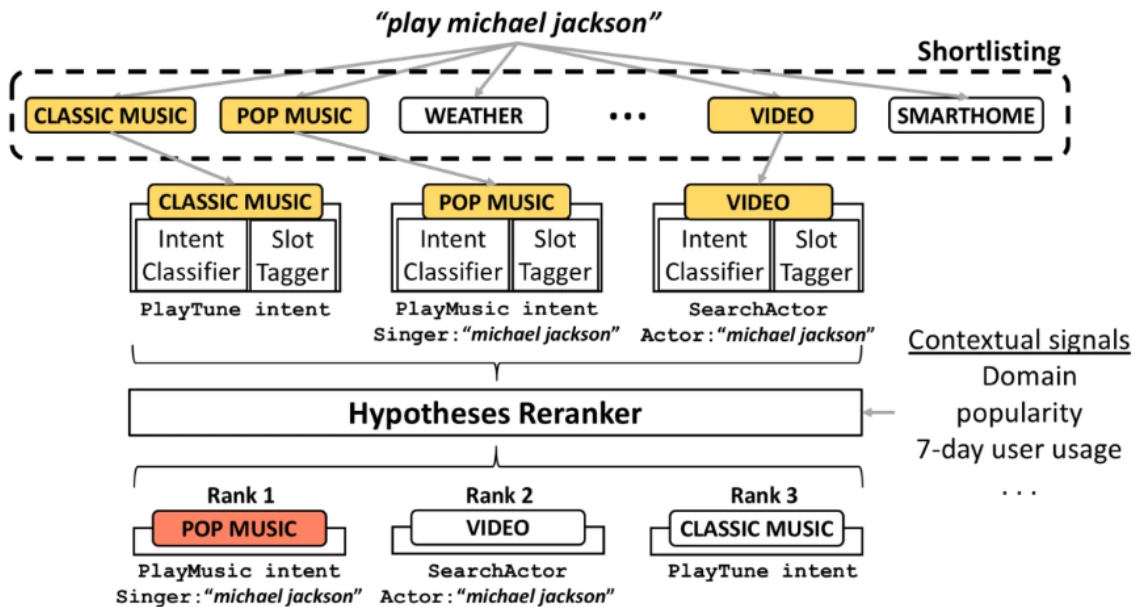 “play michael jackson”
Shortlisting
CLASSIC MUSIC POP MUSIC WEATHER ... VIDEO SMARTHOME
CLASSIC MUSIC POP MUSIC VIDEO
Intent Slot Intent Slot Intent Slot
Classifier Tagger Classifier Tagger Classifier Tagger
PlayTune intent PlayMusic intent SearchActor
Singer:“michael jackson” Actor:“michael jackson”
Contextual signals
Domain
popularity
7-day user usage
. . .
Hypotheses Reranker
Rank 1 Rank 2 Rank 3
POP MUSIC VIDEO CLASSIC MUSIC
PlayMusic intent SearchActor PlayTune intent
Singer:“michael jackson” Actor:“michael jackson”